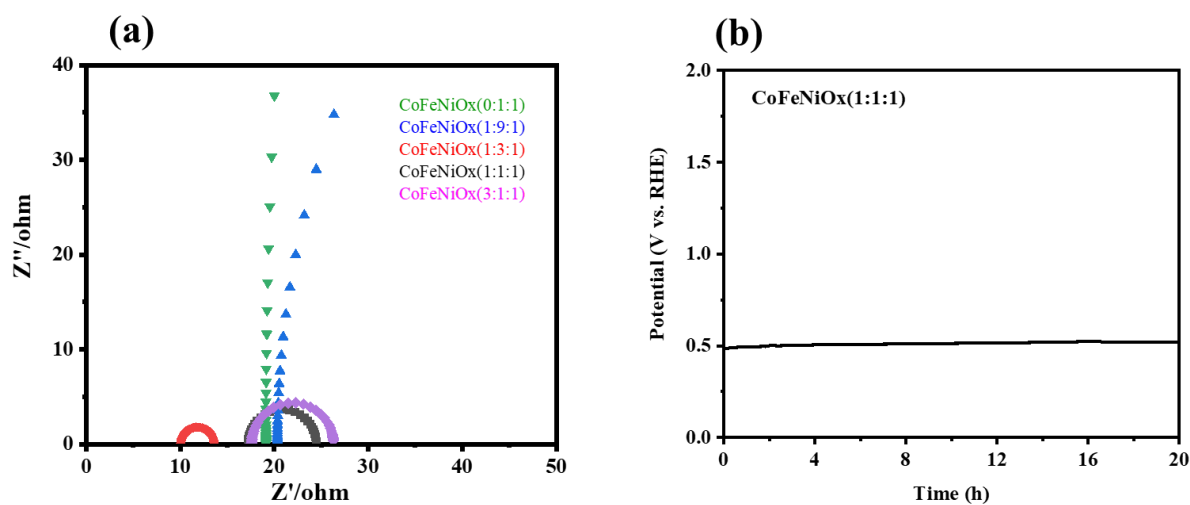 (a)
40
30
20
10
0
0
10
20
30
40
50
Z''/ohm
Z'/ohm
CoFeNiOx(0:1:1)
CoFeNiOx(1:9:1)
CoFeNiOx(1:3:1)
CoFeNiOx(1:1:1)
CoFeNiOx(3:1:1)
(b)
2.0
1.5
1.0
0.5
0.0
0
4
8
12
16
20
Potential (V vs. RHE)
Time (h)
CoFeNiOx(1:1:1)